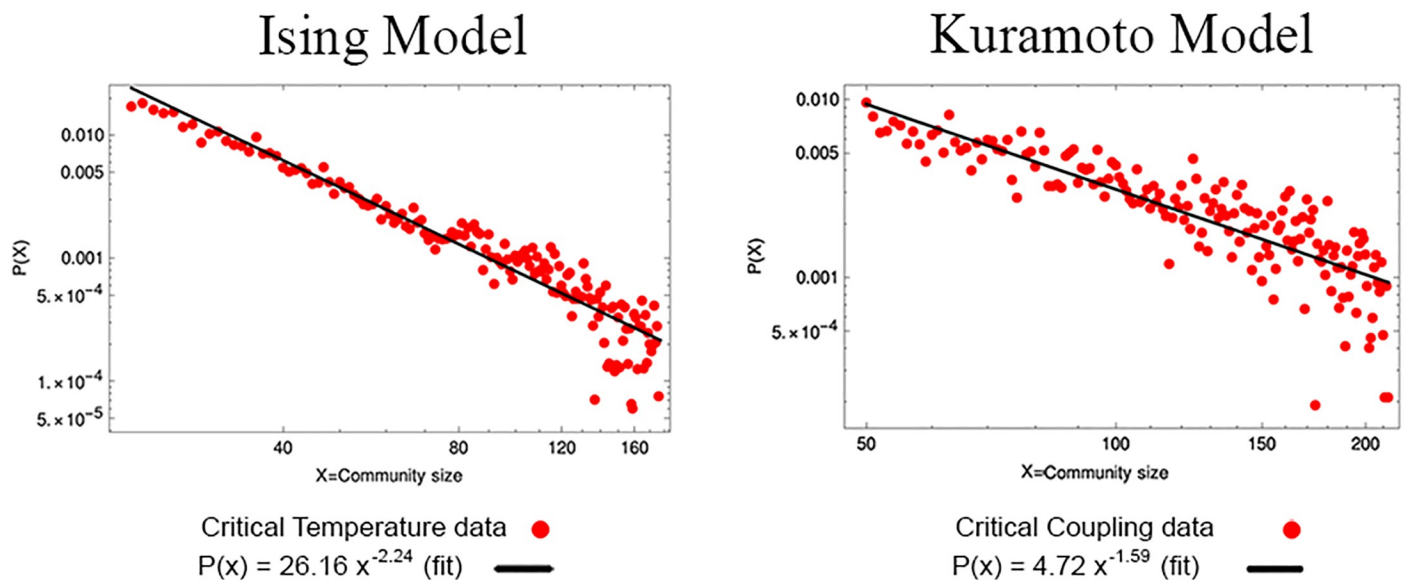 Ising Model
0.010
0.005
0.001
5.×10⁻⁴
1.×10⁻⁴
5.×10⁻⁵
P(X)
40 80 120 160
X=Community size
Critical Temperature data
P(x) = 26.16 x^-2.24 (fit)
Kuramoto Model
0.010
0.005
0.001
5.×10⁻⁴
P(X)
50 100 150 200
X=Community size
Critical Coupling data
P(x) = 4.72 x^-1.59 (fit)